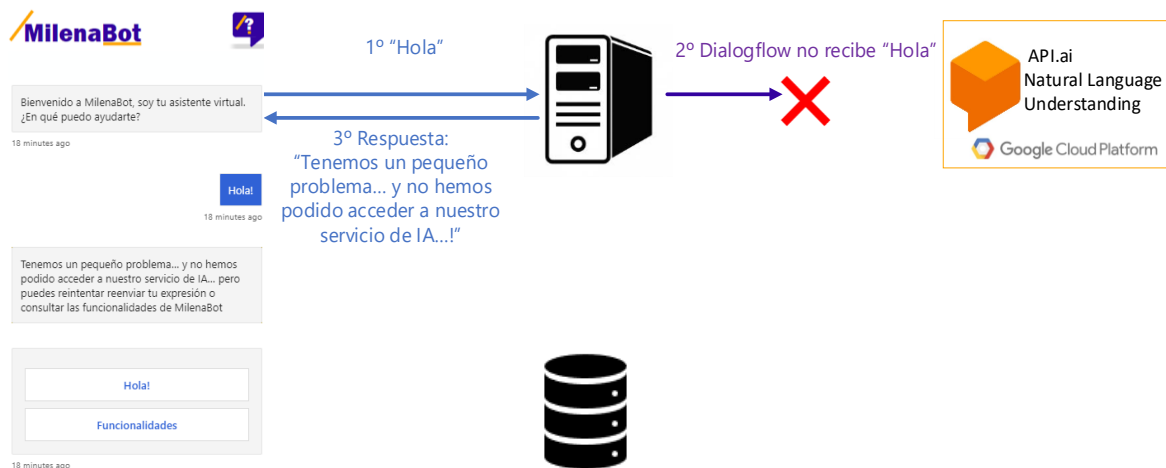 MilenaBot
/?
Bienvenido a MilenaBot, soy tu asistente virtual.
¿En qué puedo ayudarte?
18 minutes ago
Hola!
18 minutes ago
Tenemos un pequeño problema... y no hemos
podido acceder a nuestro servicio de IA... pero
puedes reintentar reenviar tu expresión o
consultar las funcionalidades de MilenaBot
Hola!
Funcionalidades
18 minutes ago
1º “Hola”
3º Respuesta:
“Tenemos un pequeño
problema... y no hemos
podido acceder a nuestro
servicio de IA...!”
2º Dialogflow no recibe “Hola”
API.ai
Natural Language
Understanding
Google Cloud Platform